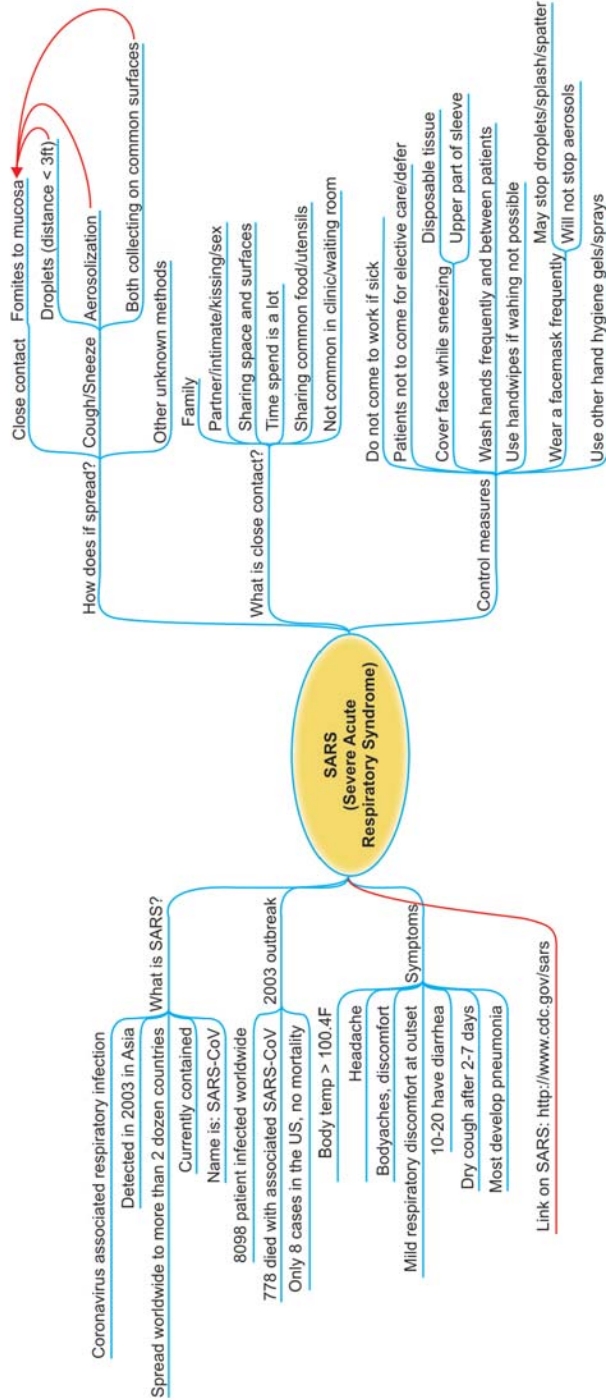 SARS
(Severe Acute
Respiratory Syndrome)
What is SARS?
Coronavirus associated respiratory infection
Detected in 2003 in Asia
Spread worldwide to more than 2 dozen countries
Currently contained
Name is: SARS-CoV
2003 outbreak
8098 patient infected worldwide
778 died with associated SARS-CoV
Only 8 cases in the US, no mortality
Symptoms
Body temp > 100.4F
Headache
Bodyaches, discomfort
Mild respiratory discomfort at outset
10-20 have diarrhea
Dry cough after 2-7 days
Most develop pneumonia
Link on SARS: http://www.cdc.gov/sars
How does if spread?
Close contact
Fomites to mucosa
Cough/Sneeze
Droplets (distance < 3ft)
Aerosolization
Both collecting on common surfaces
Other unknown methods
What is close contact?
Family
Partner/intimate/kissing/sex
Sharing space and surfaces
Time spend is a lot
Sharing common food/utensils
Not common in clinic/waiting room
Control measures
Do not come to work if sick
Patients not to come for elective care/defer
Cover face while sneezing
Disposable tissue
Upper part of sleeve
Wash hands frequently and between patients
Use handwipes if wahing not possible
Wear a facemask frequently
May stop droplets/splash/spatter
Will not stop aerosols
Use other hand hygiene gels/sprays